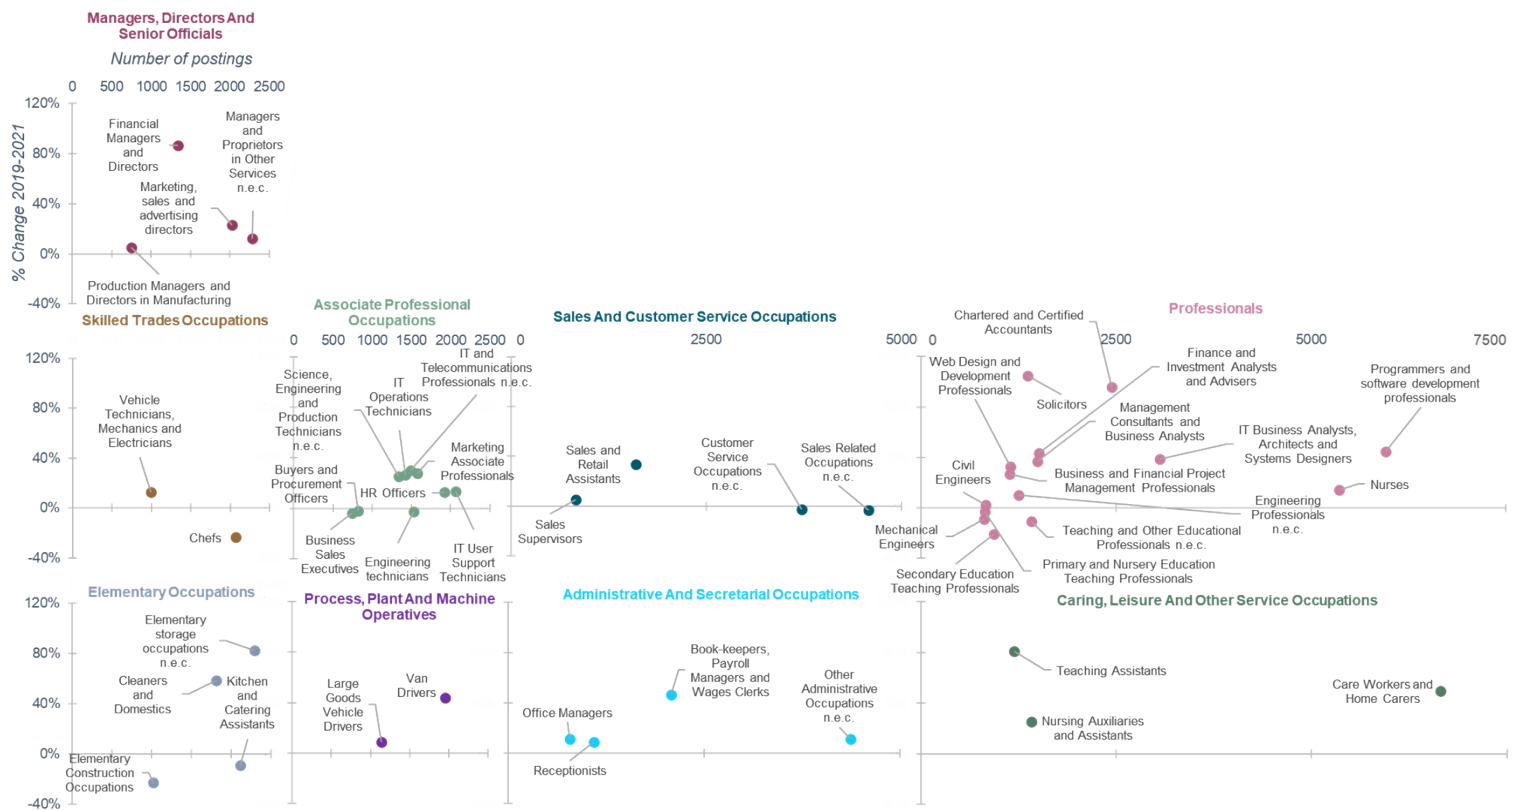 Managers, Directors And
Senior Officials
Number of postings
0 500 1000 1500 2000 2500
% Change 2019-2021
120%
80%
40%
0%
-40%
Financial
Managers
and
Directors
Managers
and
Proprietors
in Other
Services
n.e.c.
Marketing,
sales and
advertising
directors
Production Managers and
Directors in Manufacturing
Skilled Trades Occupations
120%
80%
40%
0%
-40%
Vehicle
Technicians,
Mechanics and
Electricians
Chefs
Associate Professional
Occupations
0 500 1000 1500 2000 2500
Science,
Engineering
and
Production
Technicians
n.e.c.
IT
Operations
Technicians
IT and
Telecommunications
Professionals n.e.c.
Marketing
Associate
Professionals
Buyers and
Procurement
Officers
HR Officers
Business
Sales
Executives
Engineering
technicians
IT User
Support
Technicians
Sales And Customer Service Occupations
0 2500 5000
Sales and
Retail
Assistants
Customer
Service
Occupations
n.e.c.
Sales Related
Occupations
n.e.c.
Sales
Supervisors
Professionals
0 2500 5000 7500
Chartered and Certified
Accountants
Web Design and
Development
Professionals
Solicitors
Finance and
Investment Analysts
and Advisers
Management
Consultants and
Business Analysts
Programmers and
software development
professionals
IT Business Analysts,
Architects and
Systems Designers
Civil
Engineers
Business and Financial Project
Management Professionals
Nurses
Engineering
Professionals
n.e.c.
Mechanical
Engineers
Teaching and Other Educational
Professionals n.e.c.
Secondary Education
Teaching Professionals
Primary and Nursery Education
Teaching Professionals
Elementary Occupations
120%
80%
40%
0%
-40%
Elementary
storage
occupations
n.e.c.
Cleaners
and
Domestics
Kitchen
and
Catering
Assistants
Elementary
Construction
Occupations
Process, Plant And Machine
Operatives
Large
Goods
Vehicle
Drivers
Van
Drivers
Administrative And Secretarial Occupations
Book-keepers,
Payroll
Managers and
Wages Clerks
Other
Administrative
Occupations
n.e.c.
Office Managers
Receptionists
Caring, Leisure And Other Service Occupations
Teaching Assistants
Care Workers and
Home Carers
Nursing Auxiliaries
and Assistants